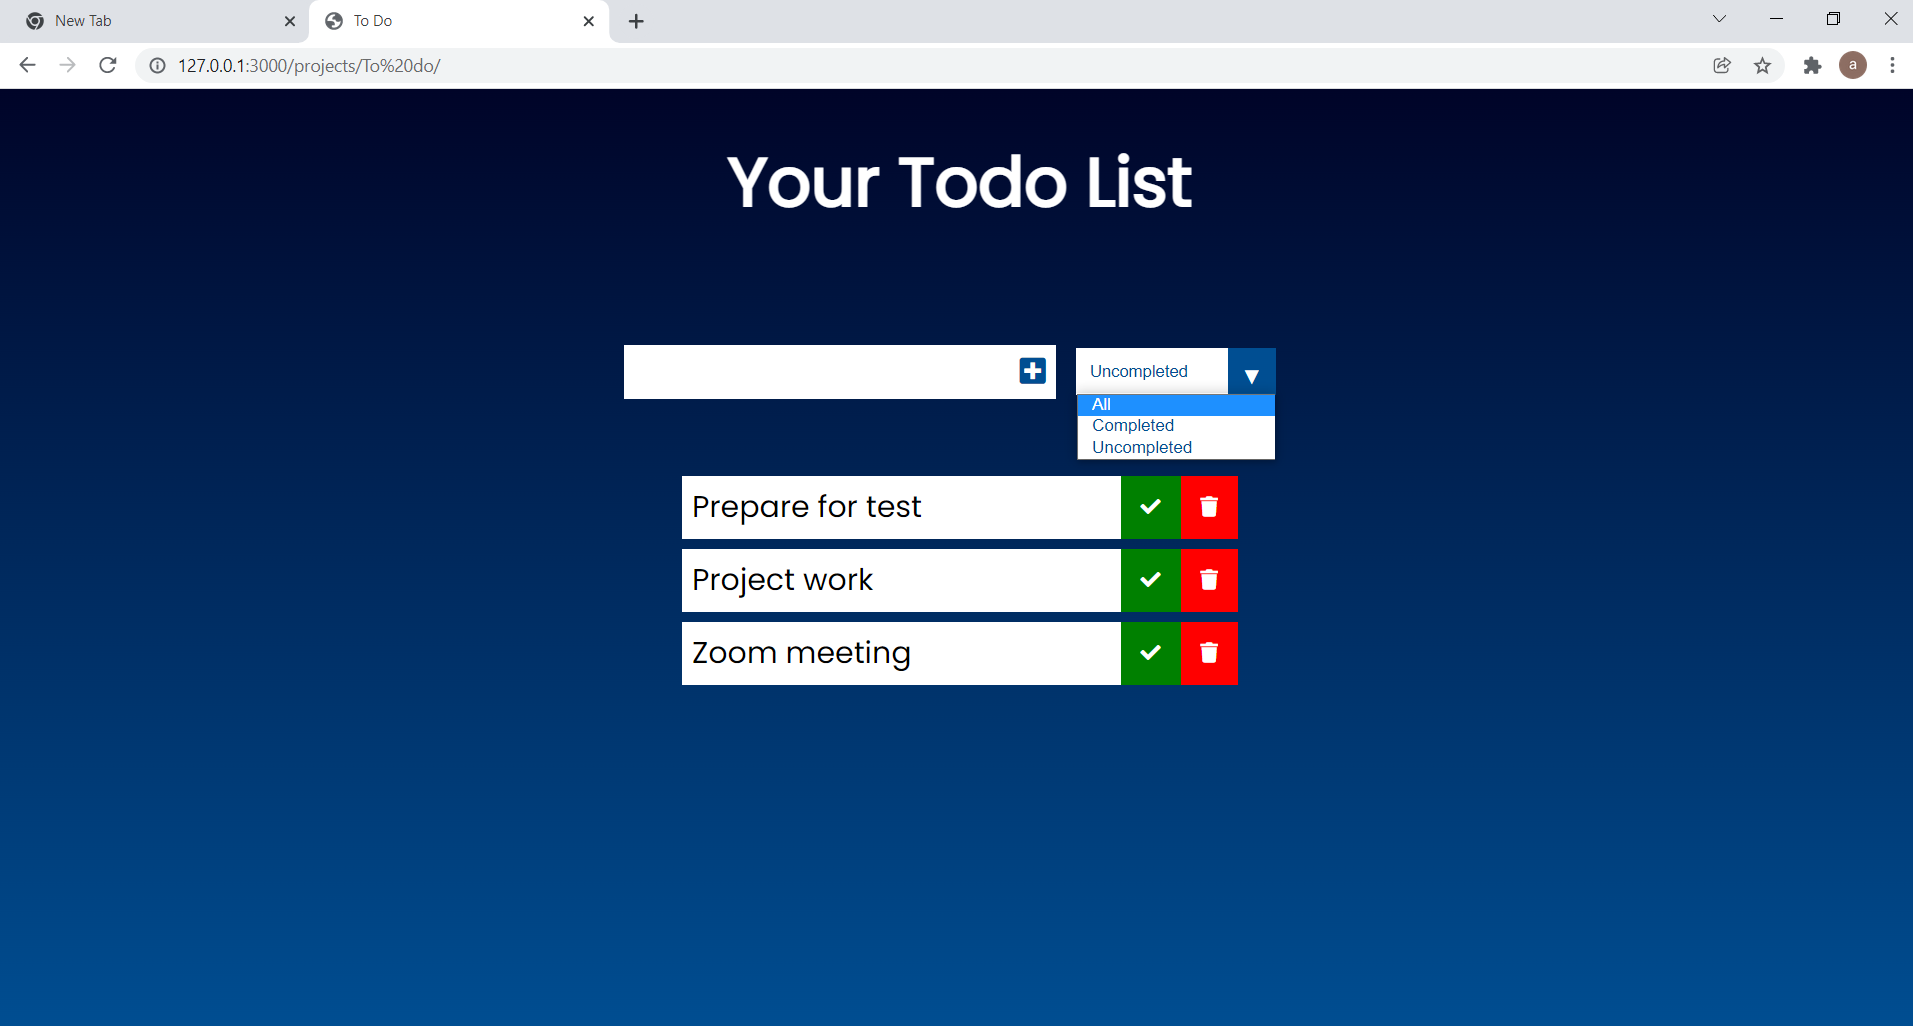 New Tab
To Do
127.0.0.1:3000/projects/To%20do/
a
Your Todo List
Uncompleted
All
Completed
Uncompleted
Prepare for test
Project work
Zoom meeting